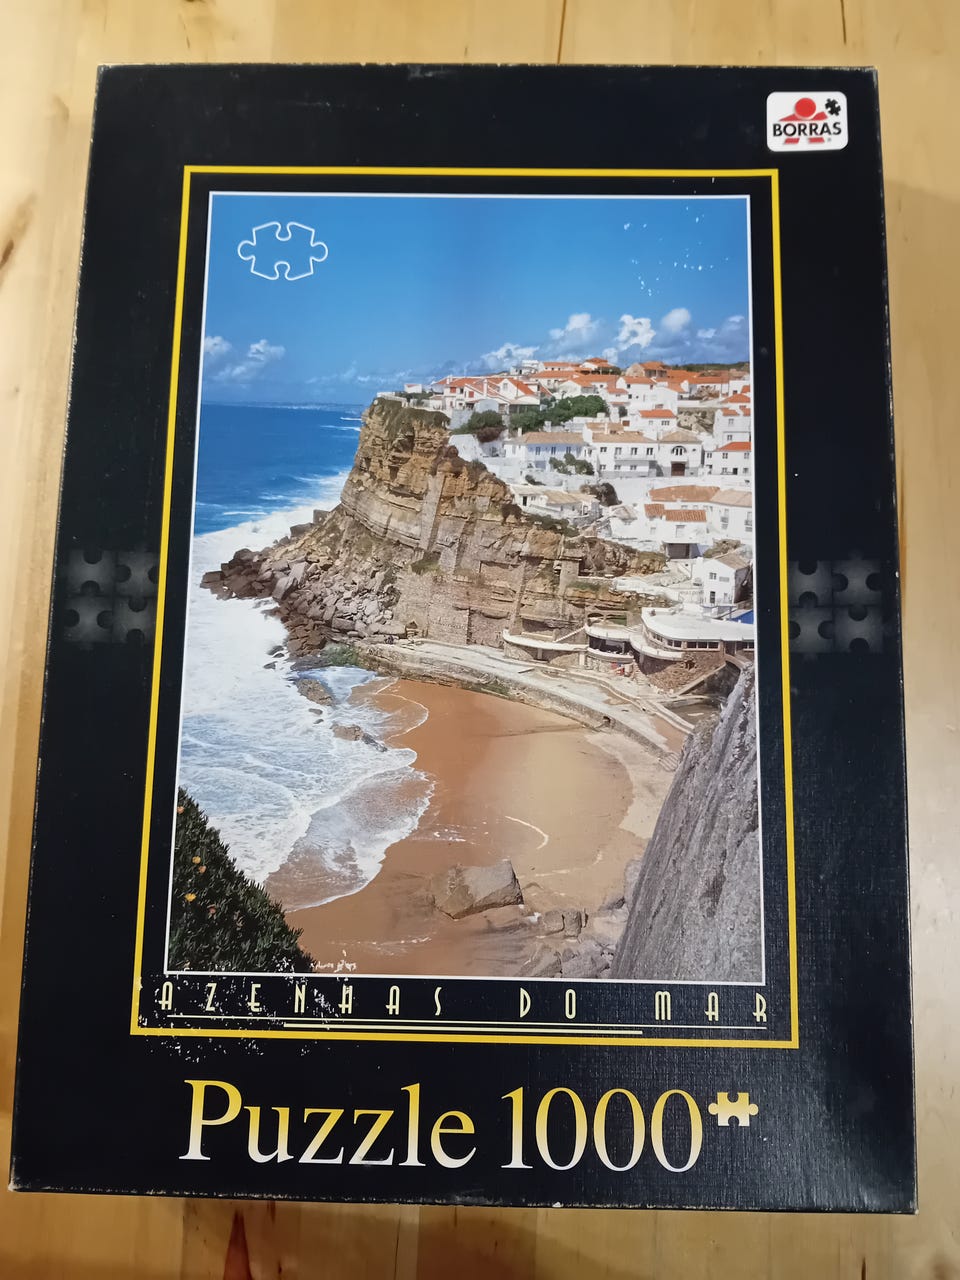 BORRAS
AZENHAS DO MAR
Puzzle 1000